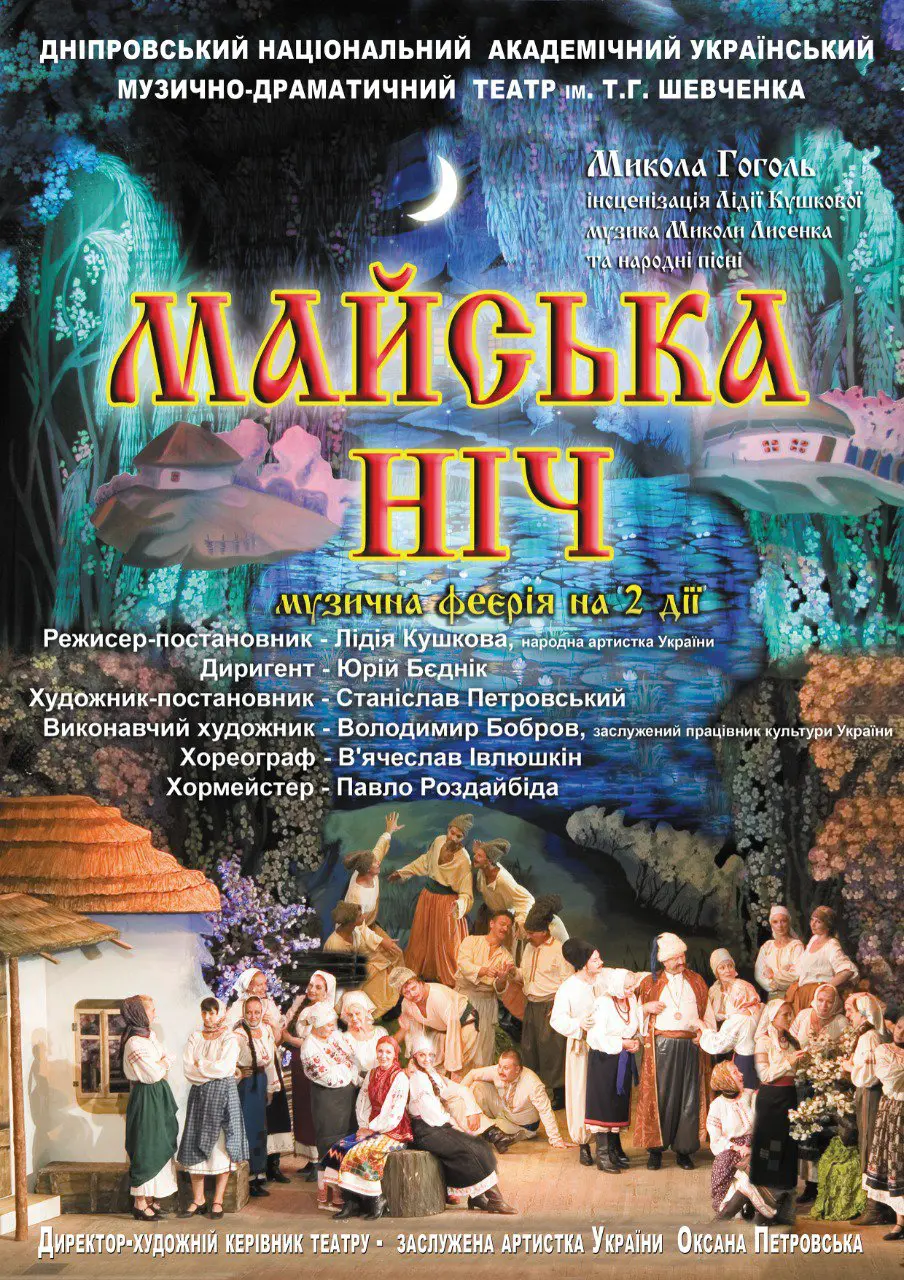 ДНІПРОВСЬКИЙ НАЦІОНАЛЬНИЙ АКАДЕМІЧНИЙ УКРАЇНСЬКИЙ
МУЗИЧНО-ДРАМАТИЧНИЙ ТЕАТР ІМ. Т.Г. ШЕВЧЕНКА
Микола Гоголь
інсценізація Лідії Кушкової
музика Миколи Лисенка
та народні пісні
МАЙСЬКА
НІЧ
музична феєрія на 2 дії
Режисер-постановник - Лідія Кушкова, народна артистка України
Диригент - Юрій Бєднік
Художник-постановник - Станіслав Петровський
Виконавчий художник - Володимир Бобров, заслужений працівник культури України
Хореограф - В'ячеслав Івлюшкін
Хормейстер - Павло Роздайбіда
Директор-художній керівник театру - заслужена артистка України Оксана Петровська